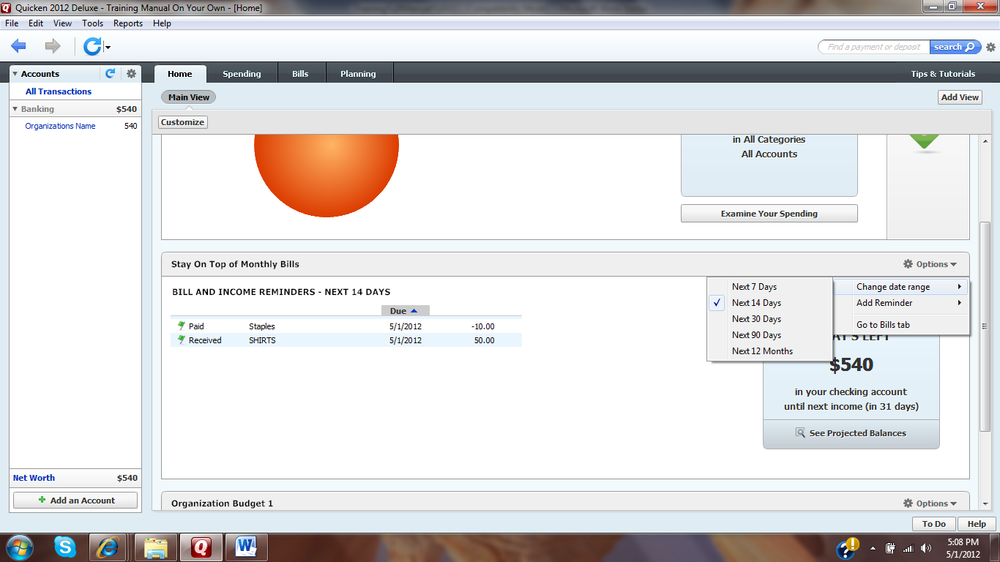 Quicken 2012 Deluxe - Training Manual On Your Own - [Home]
File Edit View Tools Reports Help
Find a payment or deposit search
Accounts
Home Spending Bills Planning Tips & Tutorials
All Transactions
Main View Add View
Banking $540
Customize
Organizations Name 540
in All Categories
All Accounts
Examine Your Spending
Stay On Top of Monthly Bills Options
BILL AND INCOME REMINDERS - NEXT 14 DAYS
Due
Paid Staples 5/1/2012 -10.00
Received SHIRTS 5/1/2012 50.00
Next 7 Days
Next 14 Days
Next 30 Days
Next 90 Days
Next 12 Months
Change date range
Add Reminder
Go to Bills tab
LEFT
$540
in your checking account
until next income (in 31 days)
See Projected Balances
Net Worth $540
Add an Account
Organization Budget 1 Options
To Do Help
5:08 PM
5/1/2012